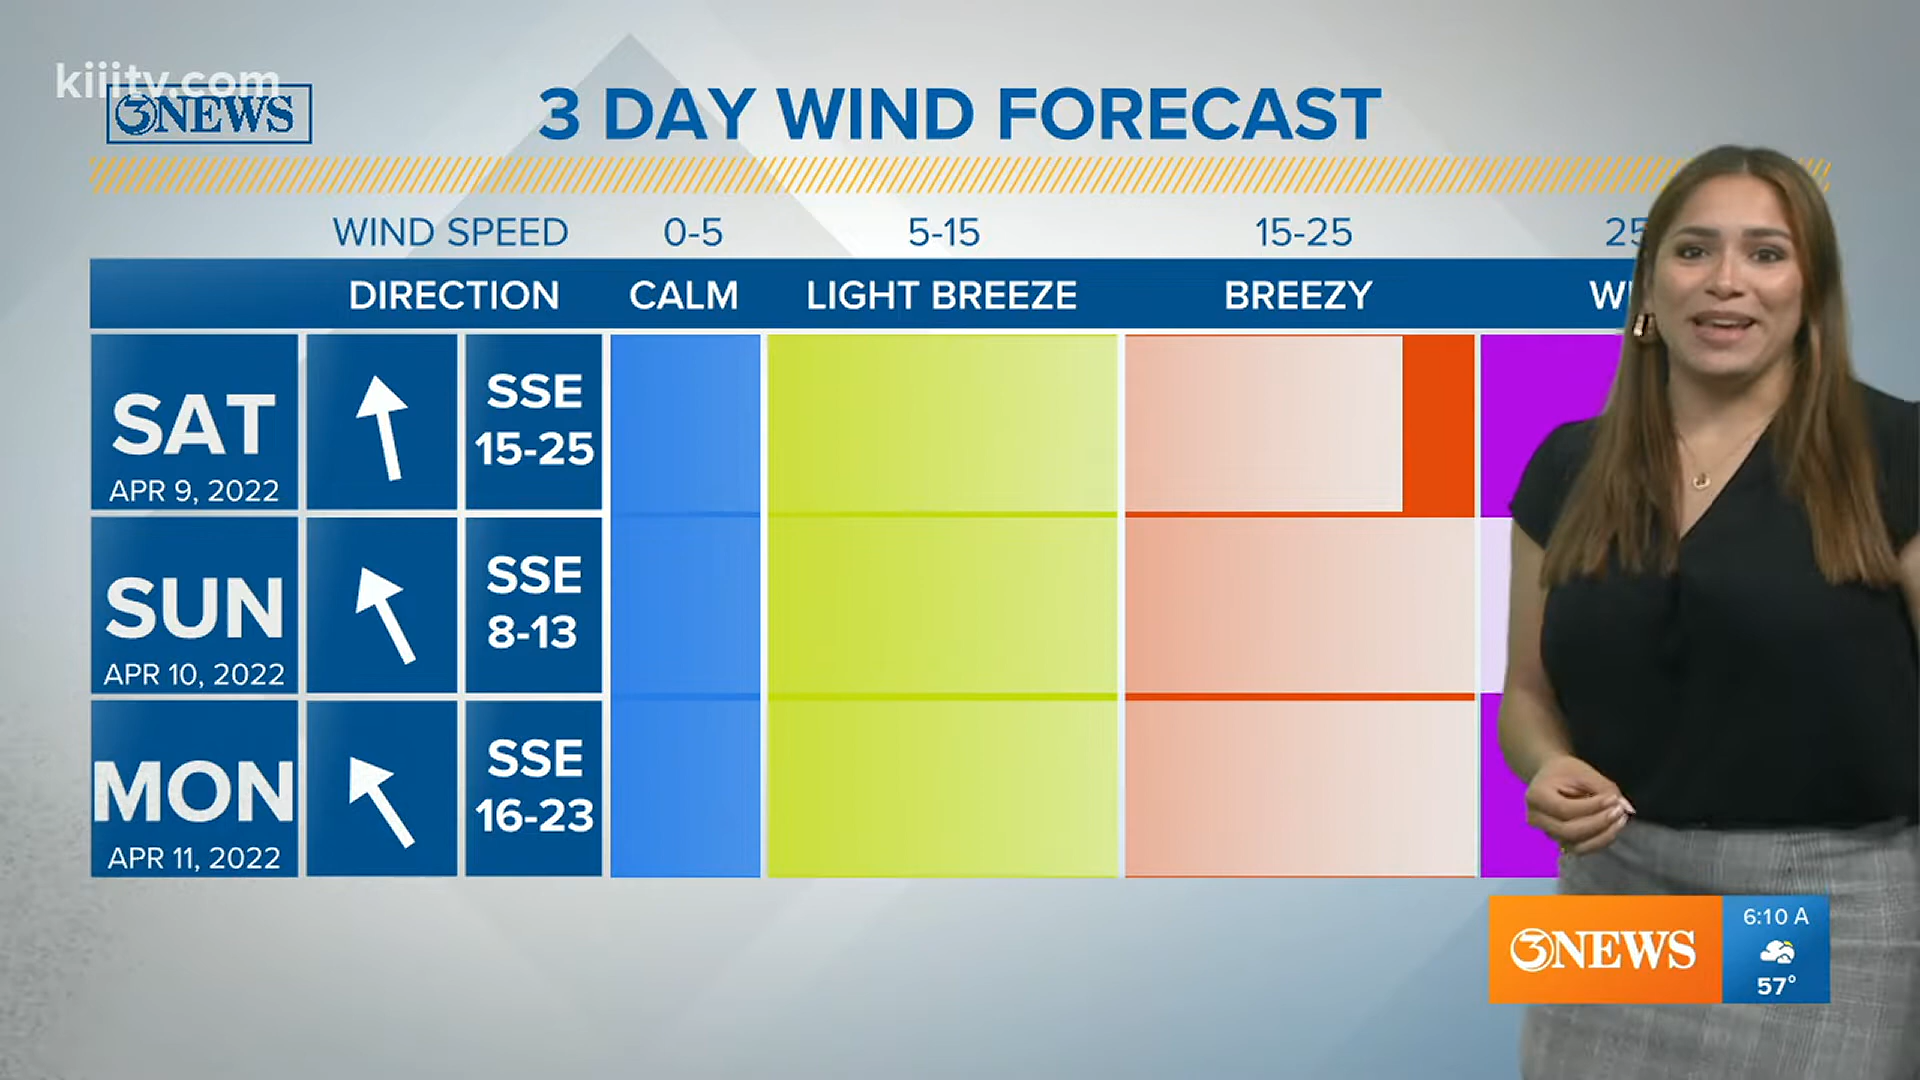 kiiitv.com
3NEWS
3 DAY WIND FORECAST
WIND SPEED 0-5 5-15 15-25 25
DIRECTION CALM LIGHT BREEZE BREEZY
SAT
APR 9, 2022
SSE
15-25
SUN
APR 10, 2022
SSE
8-13
MON
APR 11, 2022
SSE
16-23
3NEWS
6:10 A
57°